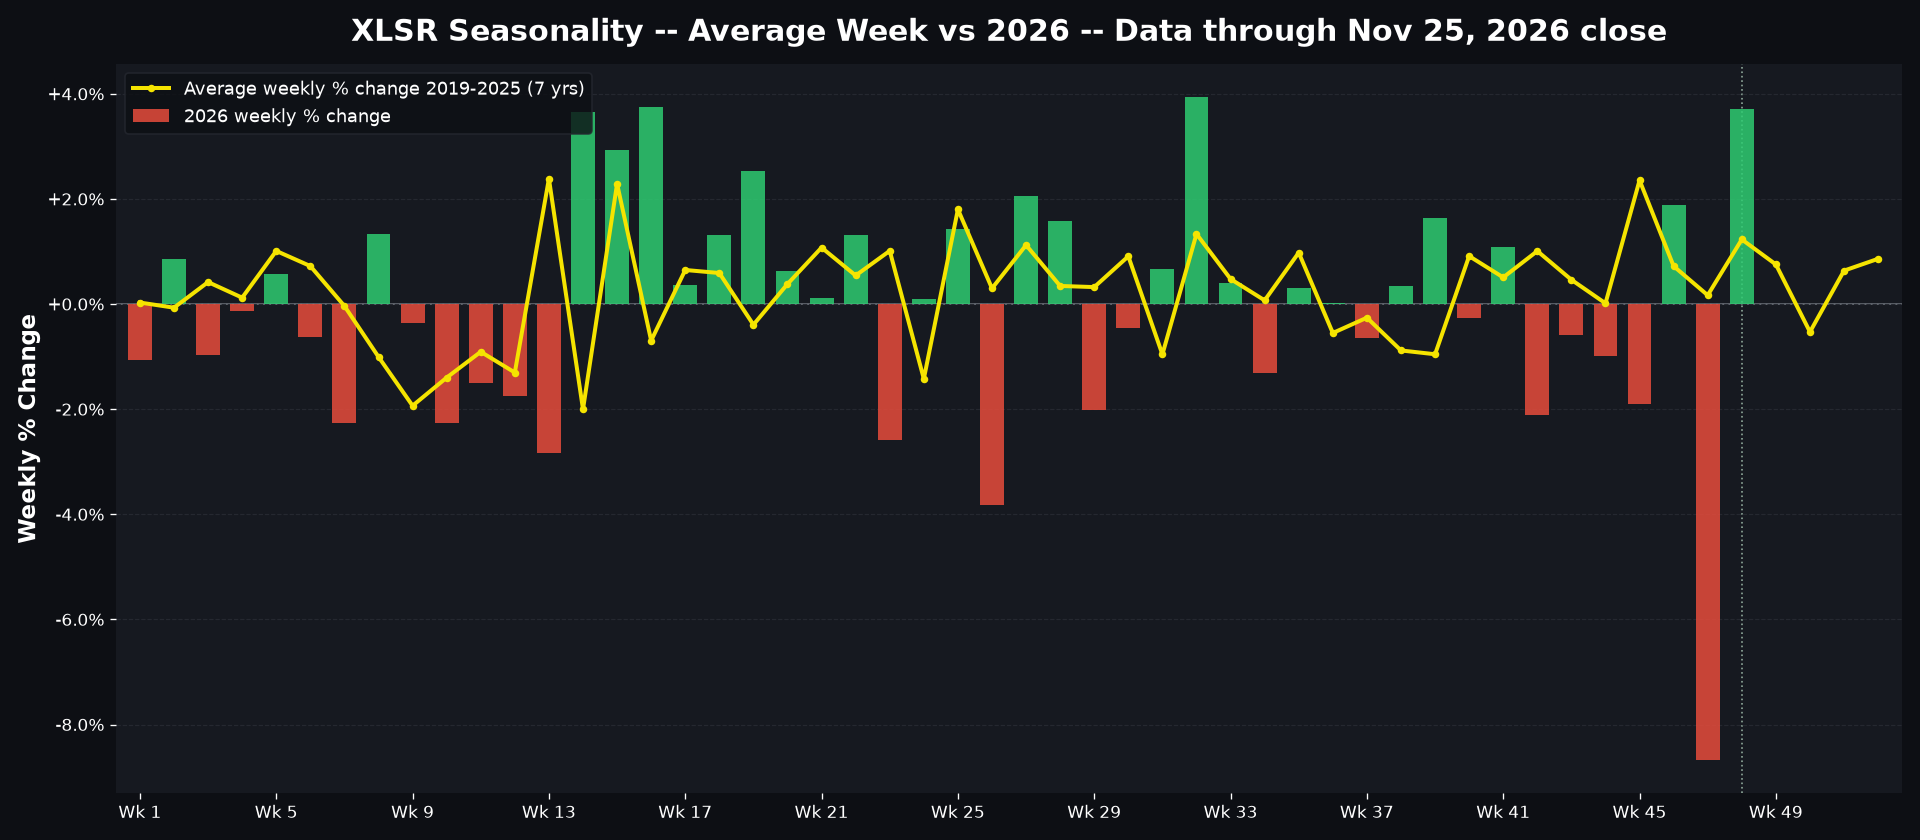 XLSR Seasonality -- Average Week vs 2026 -- Data through Nov 25, 2026 close
Average weekly % change 2019-2025 (7 yrs)
2026 weekly % change
Weekly % Change
+4.0%
+2.0%
+0.0%
-2.0%
-4.0%
-6.0%
-8.0%
Wk 1 Wk 5 Wk 9 Wk 13 Wk 17 Wk 21 Wk 25 Wk 29 Wk 33 Wk 37 Wk 41 Wk 45 Wk 49